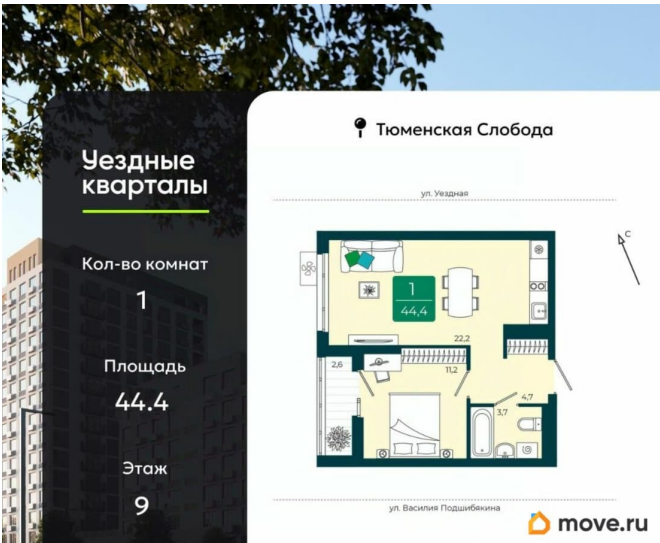 Уездные
кварталы
Кол-во комнат
1
Площадь
44.4
Этаж
9
Тюменская Слобода
ул. Уездная
С
1
44,4
22,2
2,6
11,2
4,7
3,7
ул. Василия Подшибякина
move.ru